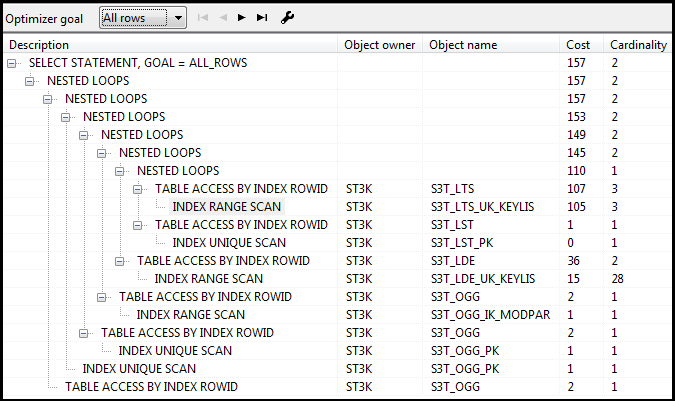 Optimizer goal All rows
Description Object owner Object name Cost Cardinality
SELECT STATEMENT, GOAL = ALL_ROWS 157 2
NESTED LOOPS 157 2
NESTED LOOPS 157 2
NESTED LOOPS 153 2
NESTED LOOPS 149 2
NESTED LOOPS 145 2
NESTED LOOPS 110 1
TABLE ACCESS BY INDEX ROWID ST3K S3T_LTS 107 3
INDEX RANGE SCAN ST3K S3T_LTS_UK_KEYLIS 105 3
TABLE ACCESS BY INDEX ROWID ST3K S3T_LST 1 1
INDEX UNIQUE SCAN ST3K S3T_LST_PK 0 1
TABLE ACCESS BY INDEX ROWID ST3K S3T_LDE 36 2
INDEX RANGE SCAN ST3K S3T_LDE_UK_KEYLIS 15 28
TABLE ACCESS BY INDEX ROWID ST3K S3T_OGG 2 1
INDEX RANGE SCAN ST3K S3T_OGG_IK_MODPAR 1 1
TABLE ACCESS BY INDEX ROWID ST3K S3T_OGG 2 1
INDEX UNIQUE SCAN ST3K S3T_OGG_PK 1 1
INDEX UNIQUE SCAN ST3K S3T_OGG_PK 1 1
TABLE ACCESS BY INDEX ROWID ST3K S3T_OGG 2 1